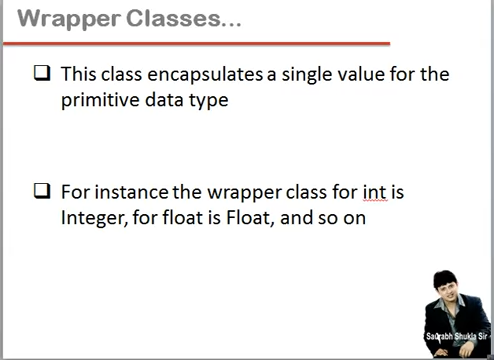 Wrapper Classes...
This class encapsulates a single value for the
primitive data type
For instance the wrapper class for int is
Integer, for float is Float, and so on
Saurabh Shukla Sir